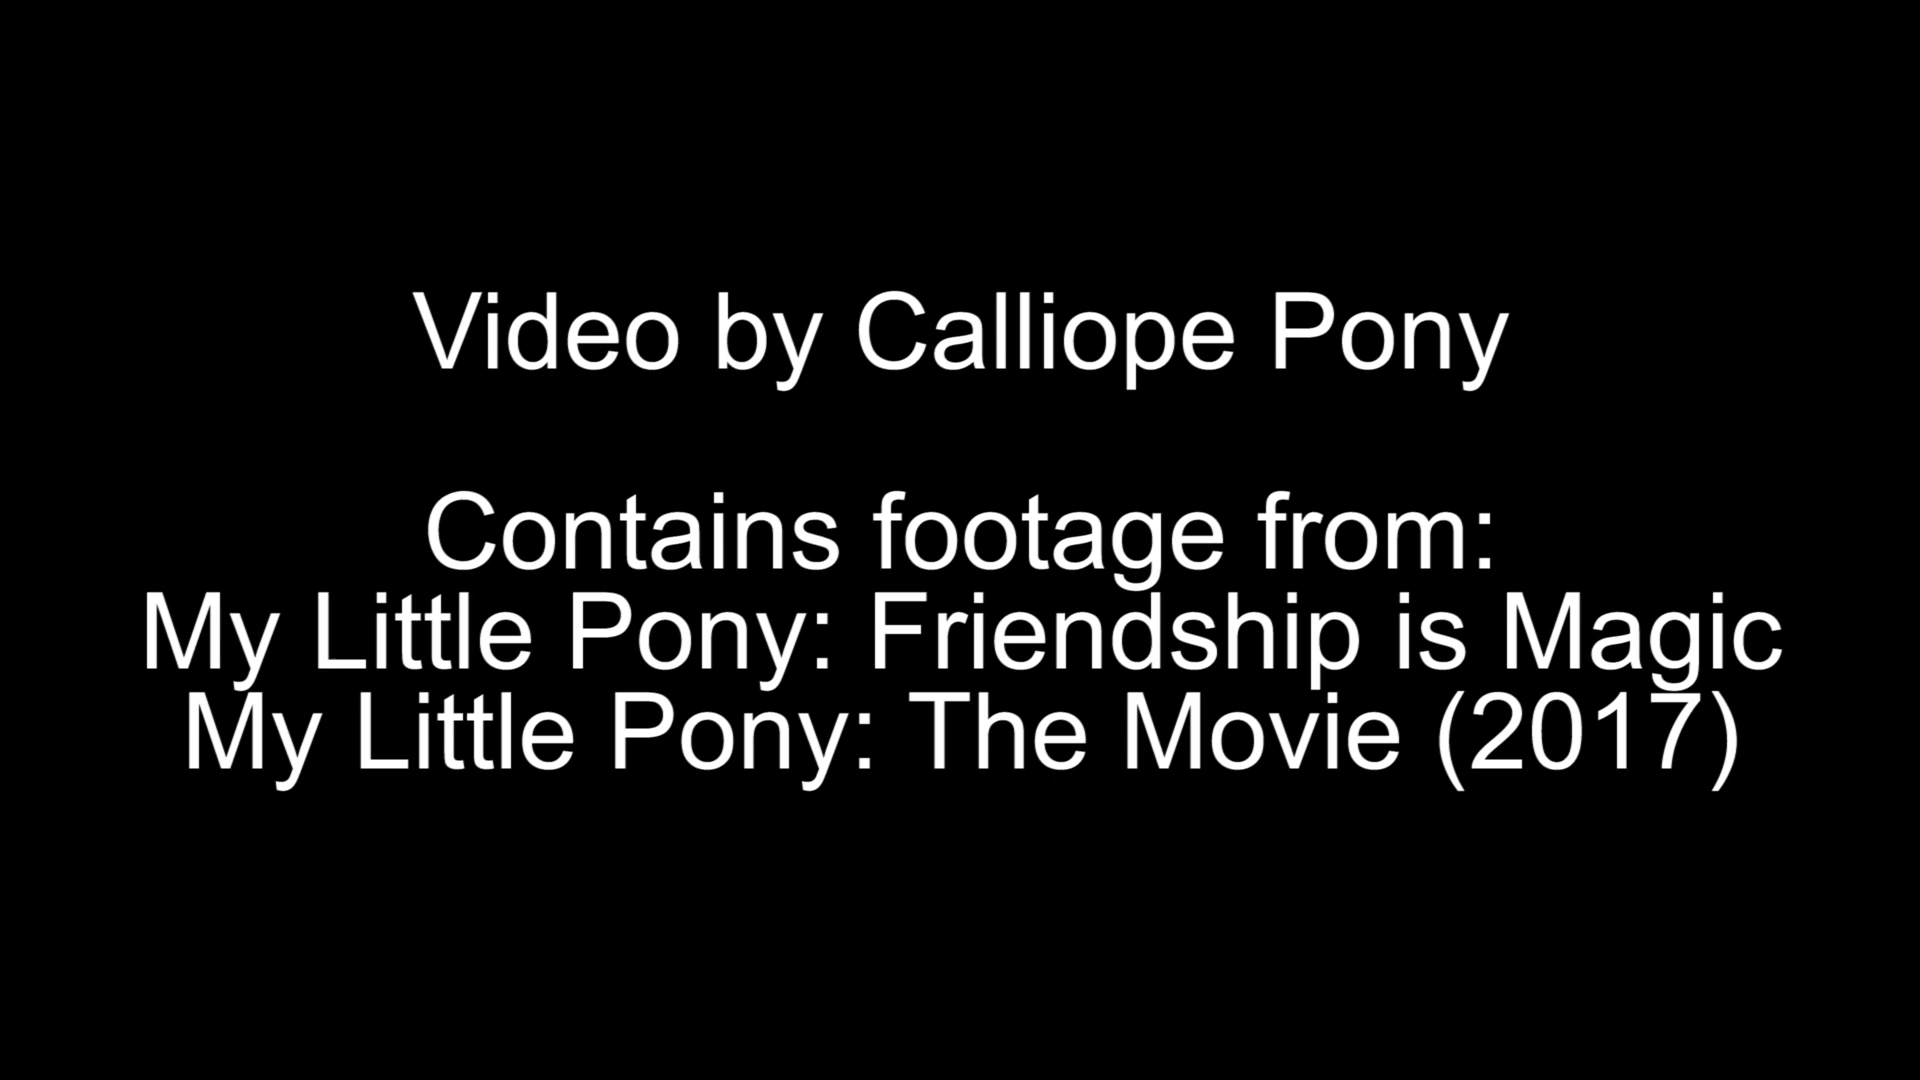 Video by Calliope Pony
Contains footage from:
My Little Pony: Friendship is Magic
My Little Pony: The Movie (2017)